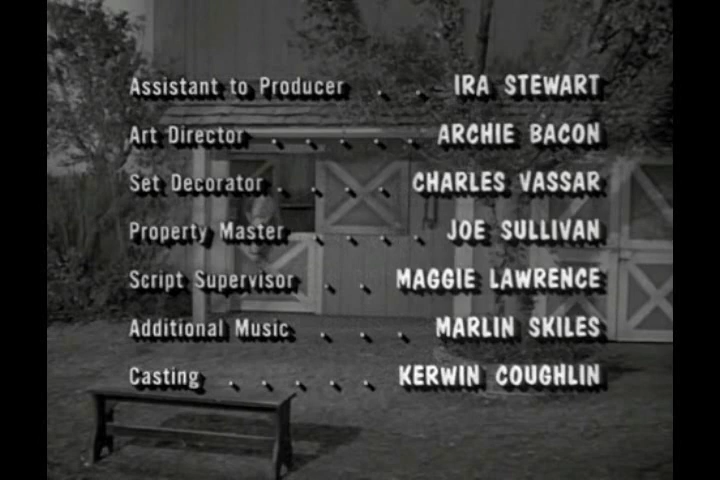 Assistant to Producer . . IRA STEWART
Art Director . . . . . ARCHIE BACON
Set Decorator . . . . CHARLES VASSAR
Property Master . . . . JOE SULLIVAN
Script Supervisor . . MAGGIE LAWRENCE
Additional Music . . . MARLIN SKILES
Casting . . . . . KERWIN COUGHLIN